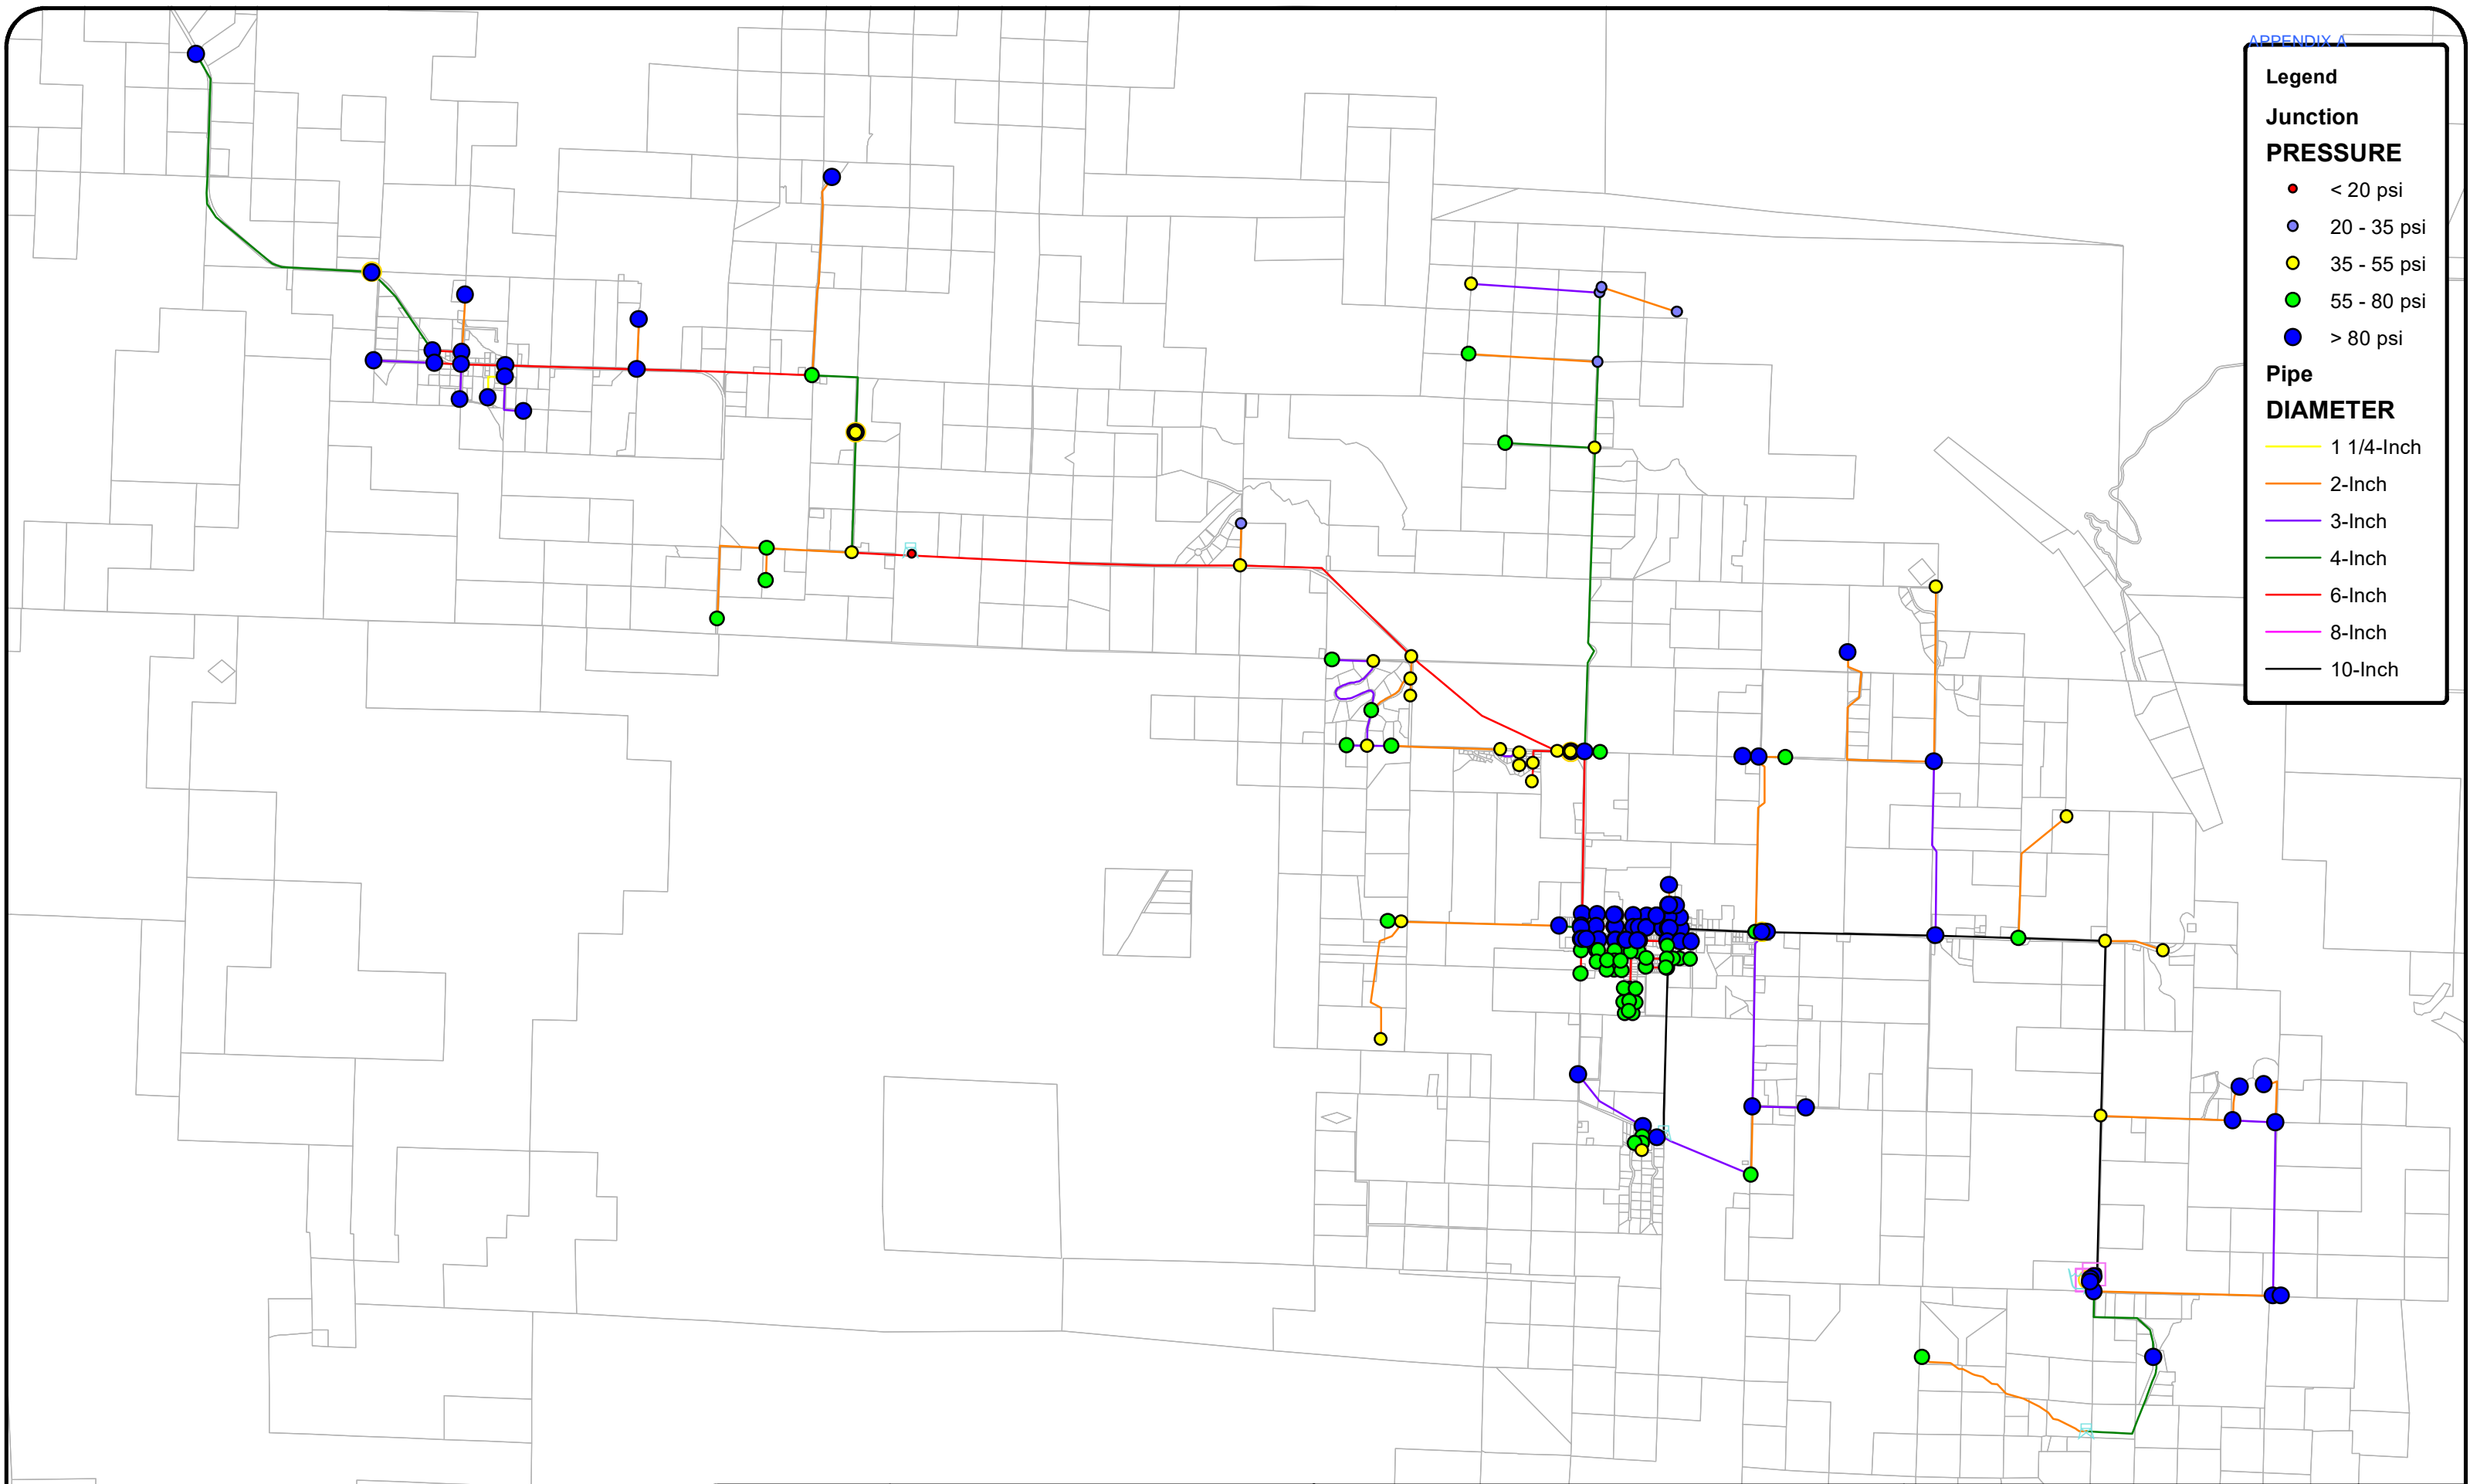 APPENDIX A
Legend
Junction
PRESSURE
< 20 psi
20 - 35 psi
35 - 55 psi
55 - 80 psi
> 80 psi
Pipe
DIAMETER
1 1/4-Inch
2-Inch
3-Inch
4-Inch
6-Inch
8-Inch
10-Inch